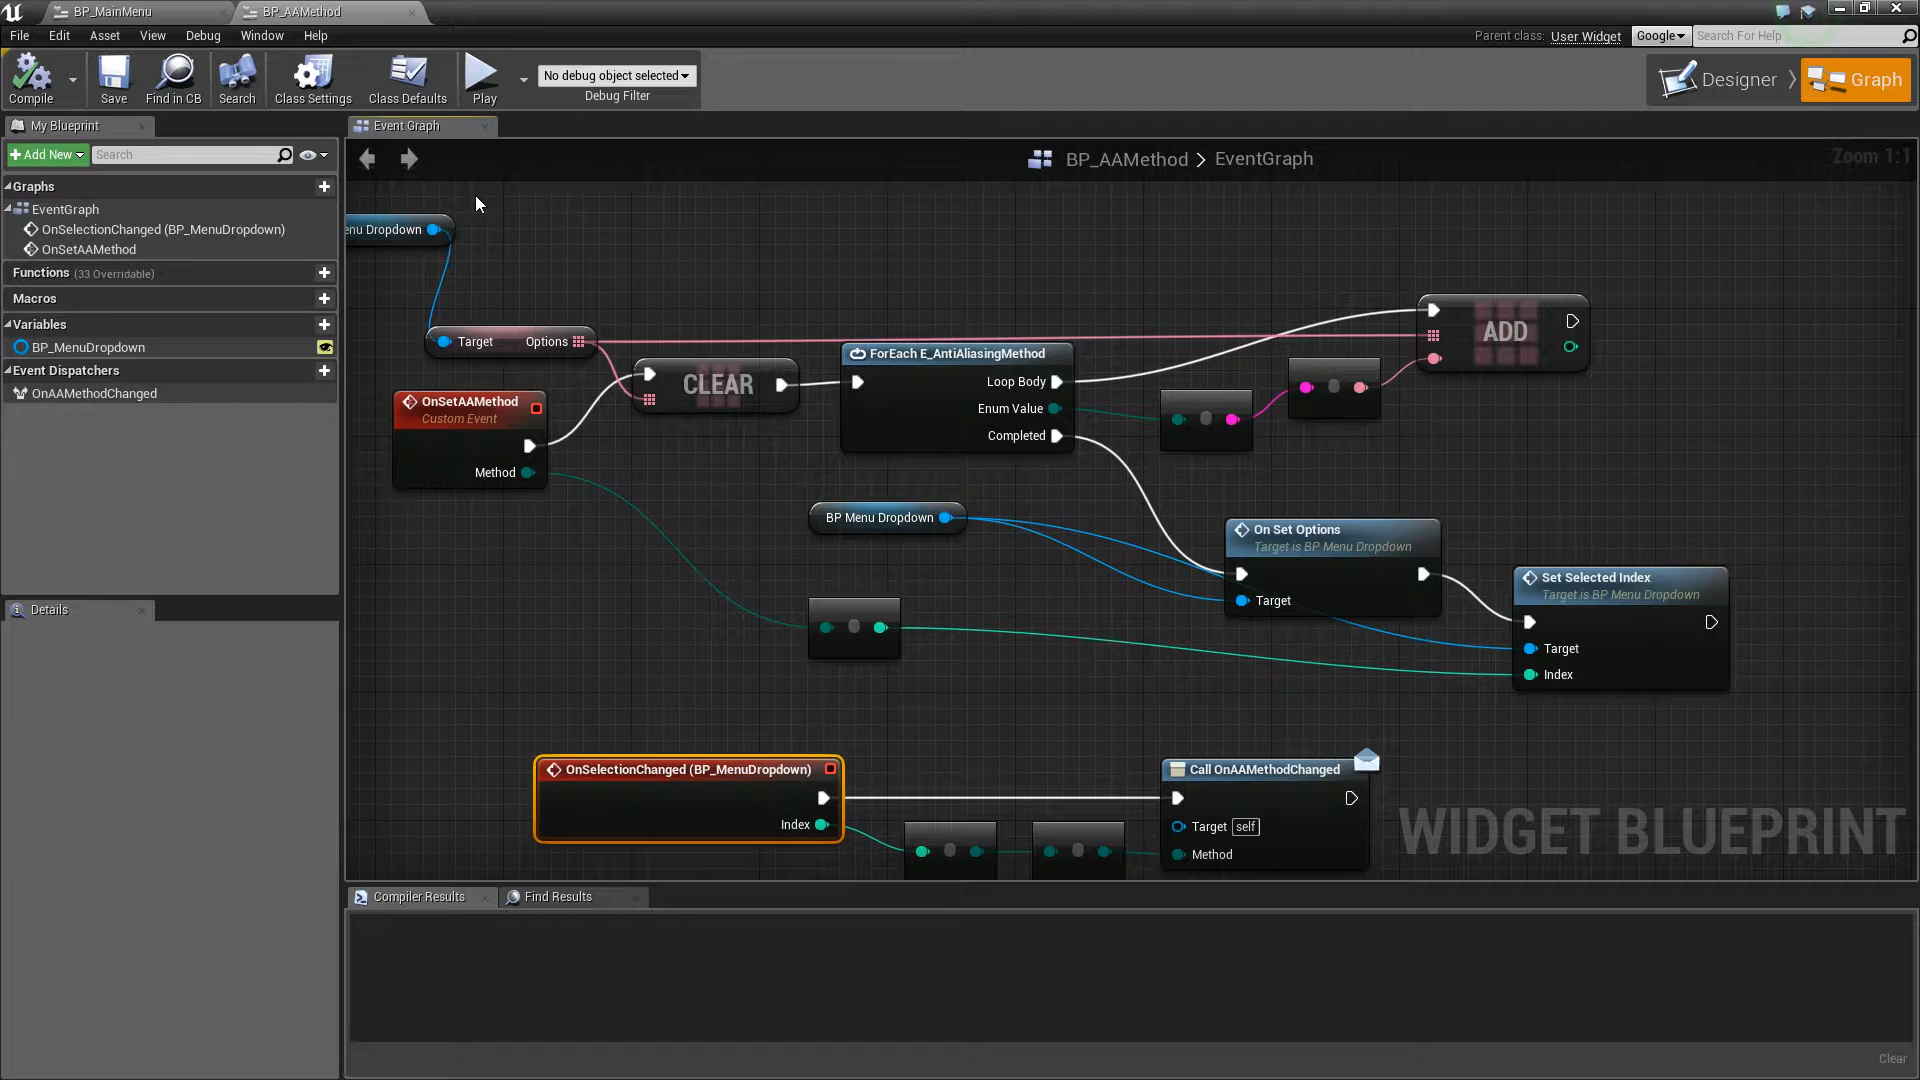 BP_MainMenu
BP_AAMethod
File Edit Asset View Debug Window Help
Parent class: User Widget Google Search For Help
Compile
Save
Find in CB
Search
Class Settings
Class Defaults
Play
No debug object selected
Debug Filter
Designer
Graph
My Blueprint
Event Graph
Add New Search
BP_AAMethod > EventGraph
Zoom 1:1
Graphs
EventGraph
OnSelectionChanged (BP_MenuDropdown)
OnSetAAMethod
Functions (33 Overridable)
Macros
Variables
BP_MenuDropdown
Event Dispatchers
OnAAMethodChanged
Details
enu Dropdown
Target Options
OnSetAAMethod
Custom Event
Method
CLEAR
ForEach E_AntiAliasingMethod
Loop Body
Enum Value
Completed
ADD
BP Menu Dropdown
On Set Options
Target is BP Menu Dropdown
Target
Set Selected Index
Target is BP Menu Dropdown
Target
Index
OnSelectionChanged (BP_MenuDropdown)
Index
Call OnAAMethodChanged
Target self
Method
WIDGET BLUEPRINT
Compiler Results
Find Results
Clear